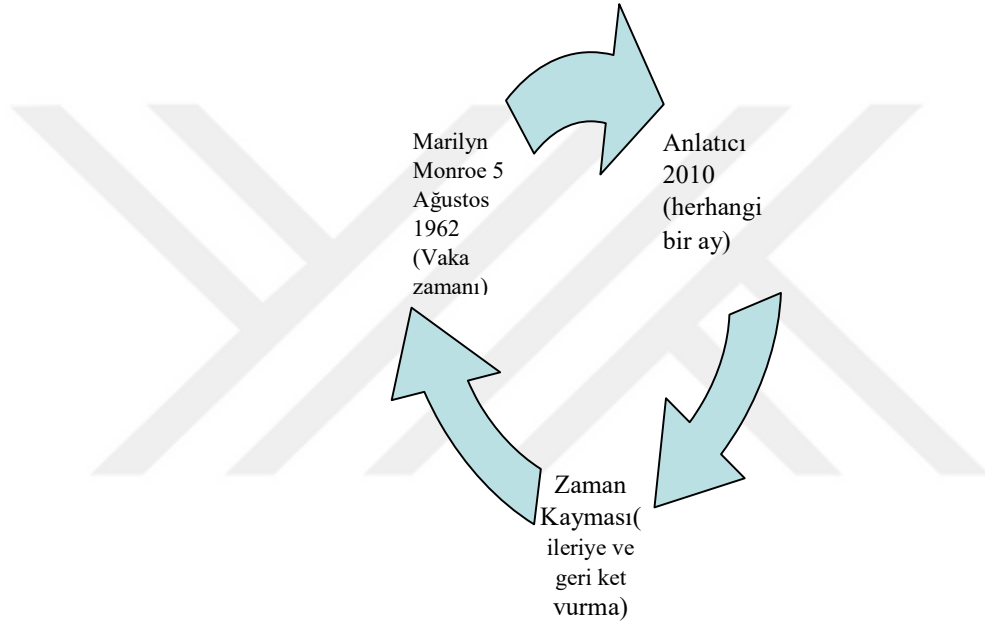 Marilyn
Monroe 5
Ağustos
1962
(Vaka
zamanı)
Anlatıcı
2010
(herhangi
bir ay)
Zaman
Kayması(
ileriye ve
geri ket
vurma)